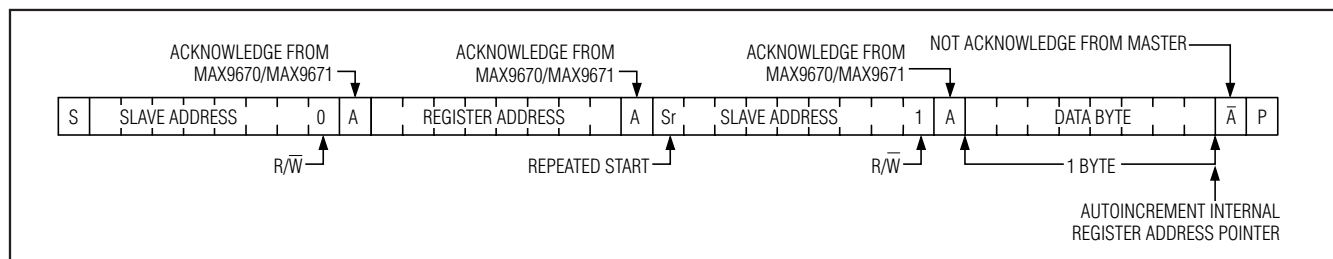 ACKNOWLEDGE FROM
MAX9670/MAX9671
ACKNOWLEDGE FROM
MAX9670/MAX9671
ACKNOWLEDGE FROM
MAX9670/MAX9671
NOT ACKNOWLEDGE FROM MASTER
S SLAVE ADDRESS 0 A REGISTER ADDRESS A Sr SLAVE ADDRESS 1 A DATA BYTE A̅ P
R/W̅
REPEATED START
R/W̅
1 BYTE
AUTOINCREMENT INTERNAL
REGISTER ADDRESS POINTER